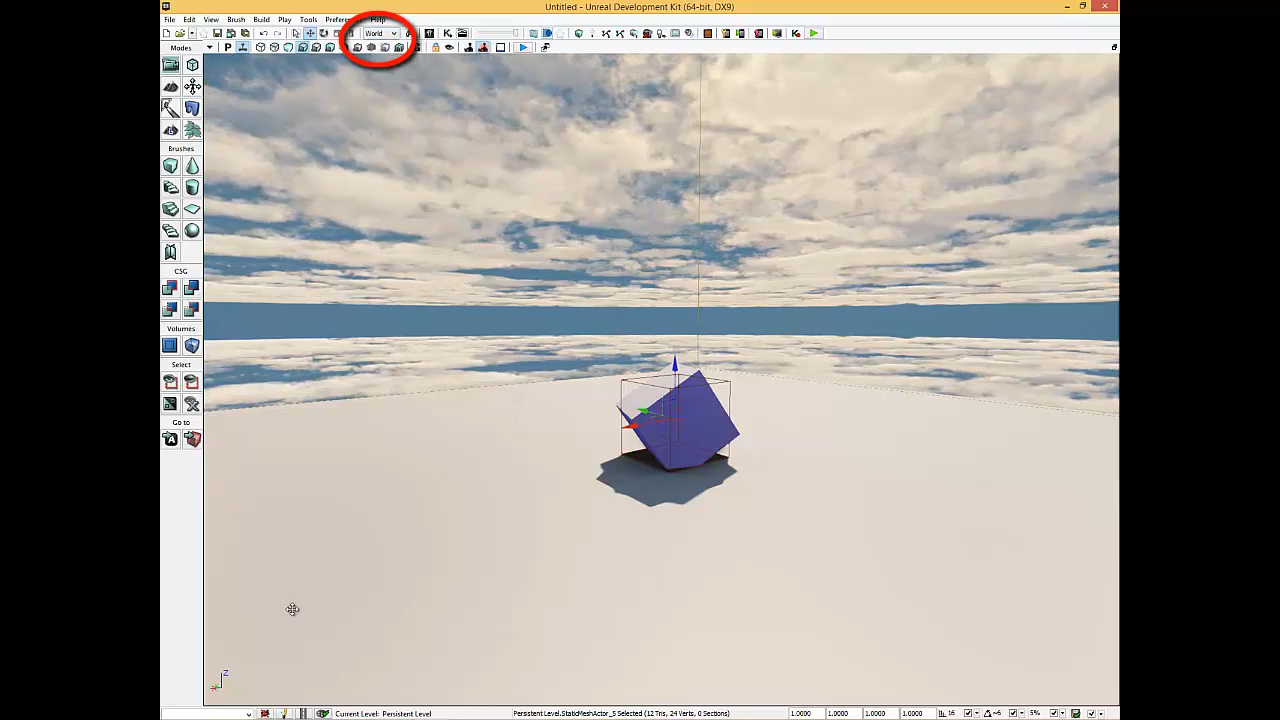 Untitled - Unreal Development Kit (64-bit, DX9)
File Edit View Brush Build Play Tools Help
World
Modes
P
Brushes
CSG
Volumes
Select
Go to
Z
Current Level: Persistent Level
Persistent Level.StaticMeshActor_5 Selected (12 Tris, 24 Verts, 0 Sections)
1.0000 1.0000 1.0000 1.0000 16 ~6 5%